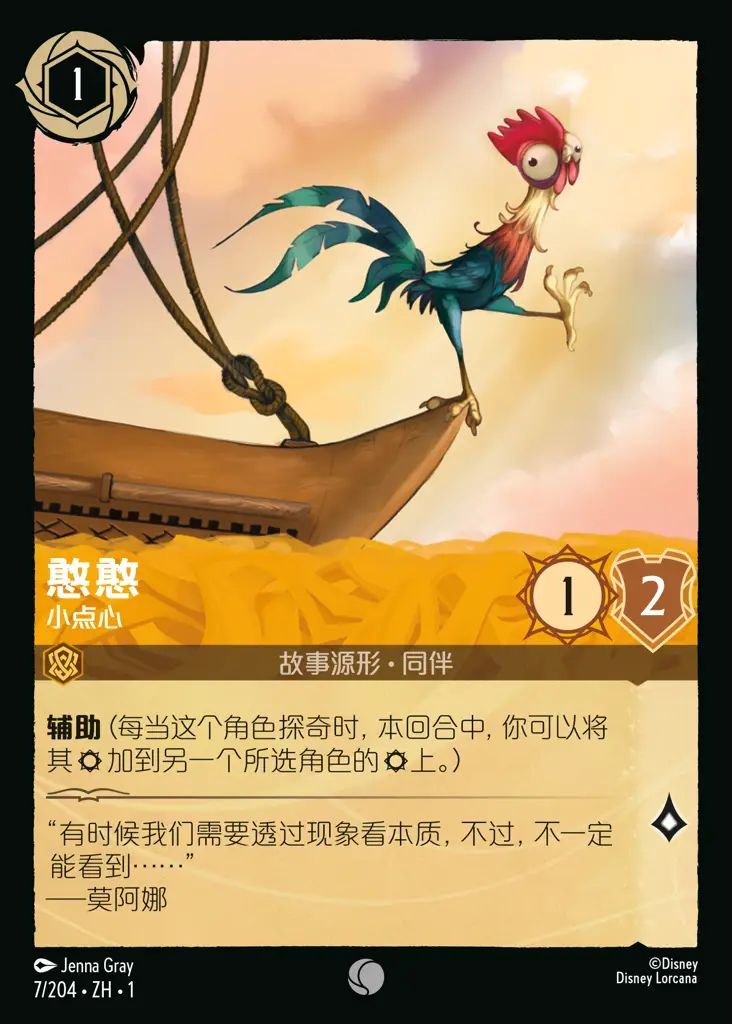 1
憨憨
小点心
1
2
故事源形 • 同伴
辅助 (每当这个角色探奇时, 本回合中, 你可以将
其加到另一个所选角色的上。)
“有时候我们需要透过现象看本质, 不过, 不一定
能看到……”
——莫阿娜
Jenna Gray
7/204 • ZH • 1
©Disney
Disney Lorcana